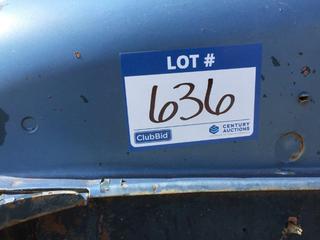 LOT #
636
ClubBid
CENTURY
AUCTIONS